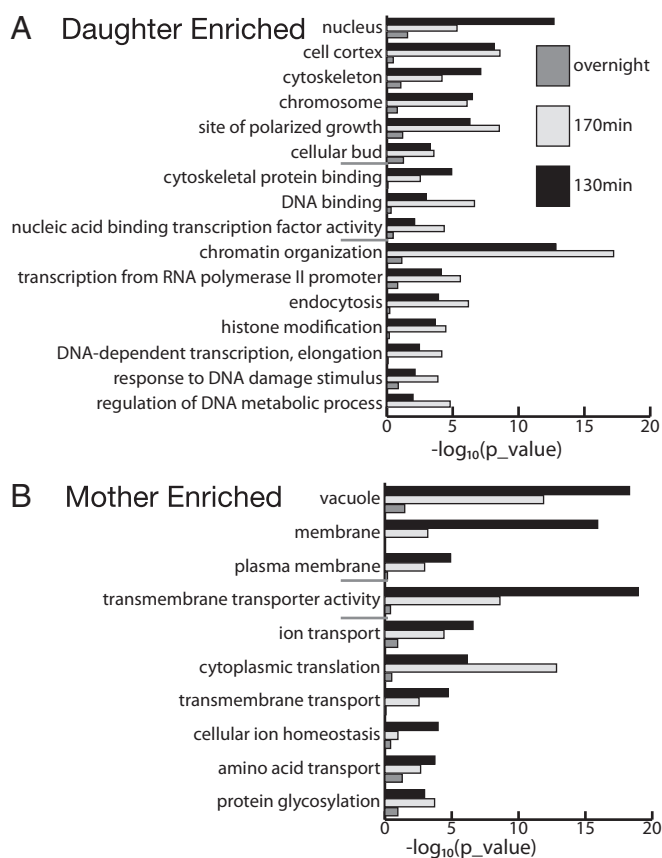 A Daughter Enriched
nucleus
cell cortex
cytoskeleton
chromosome
site of polarized growth
cellular bud
cytoskeletal protein binding
DNA binding
nucleic acid binding transcription factor activity
chromatin organization
transcription from RNA polymerase II promoter
endocytosis
histone modification
DNA-dependent transcription, elongation
response to DNA damage stimulus
regulation of DNA metabolic process
overnight
170min
130min
0 5 10 15 20
-log₁₀(p_value)
B Mother Enriched
vacuole
membrane
plasma membrane
transmembrane transporter activity
ion transport
cytoplasmic translation
transmembrane transport
cellular ion homeostasis
amino acid transport
protein glycosylation
0 5 10 15 20
-log₁₀(p_value)